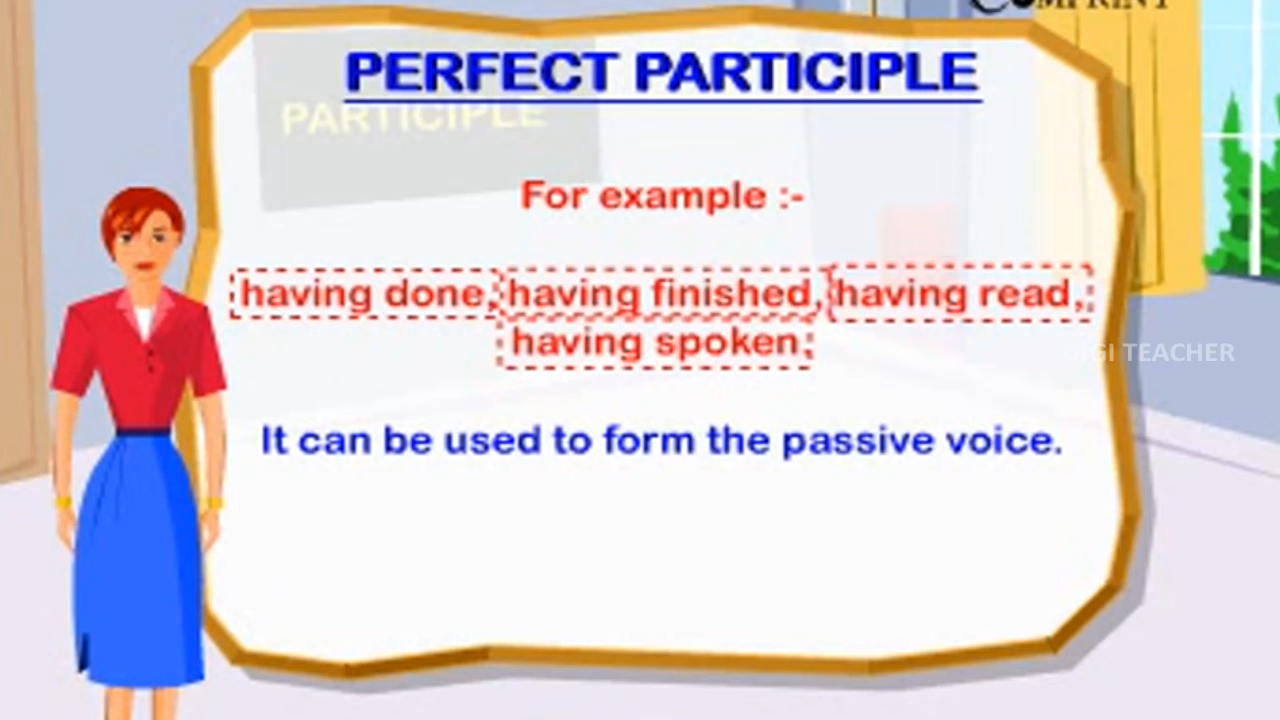 PERFECT PARTICIPLE
PARTICIPLE
For example :-
having done, having finished, having read,
having spoken.
It can be used to form the passive voice.
TEACHER